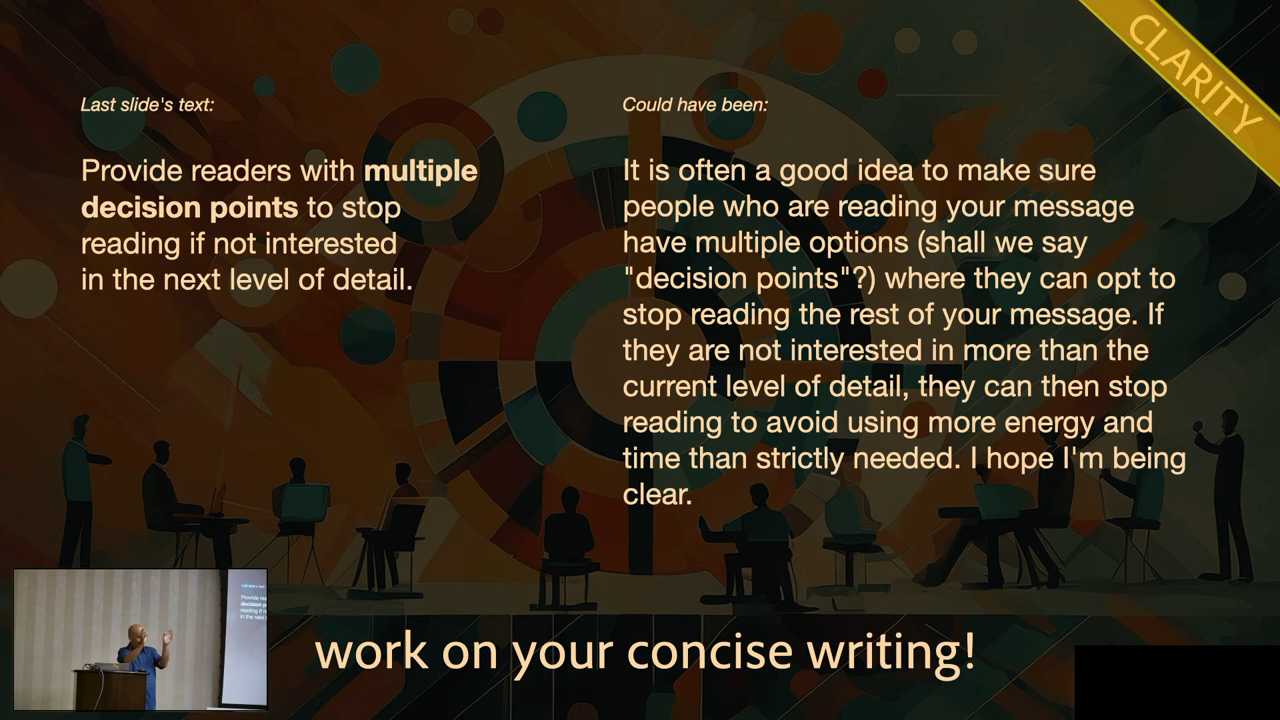 CLARITY
Last slide's text:
Provide readers with multiple
decision points to stop
reading if not interested
in the next level of detail.
Could have been:
It is often a good idea to make sure
people who are reading your message
have multiple options (shall we say
"decision points"?) where they can opt to
stop reading the rest of your message. If
they are not interested in more than the
current level of detail, they can then stop
reading to avoid using more energy and
time than strictly needed. I hope I'm being
clear.
work on your concise writing!